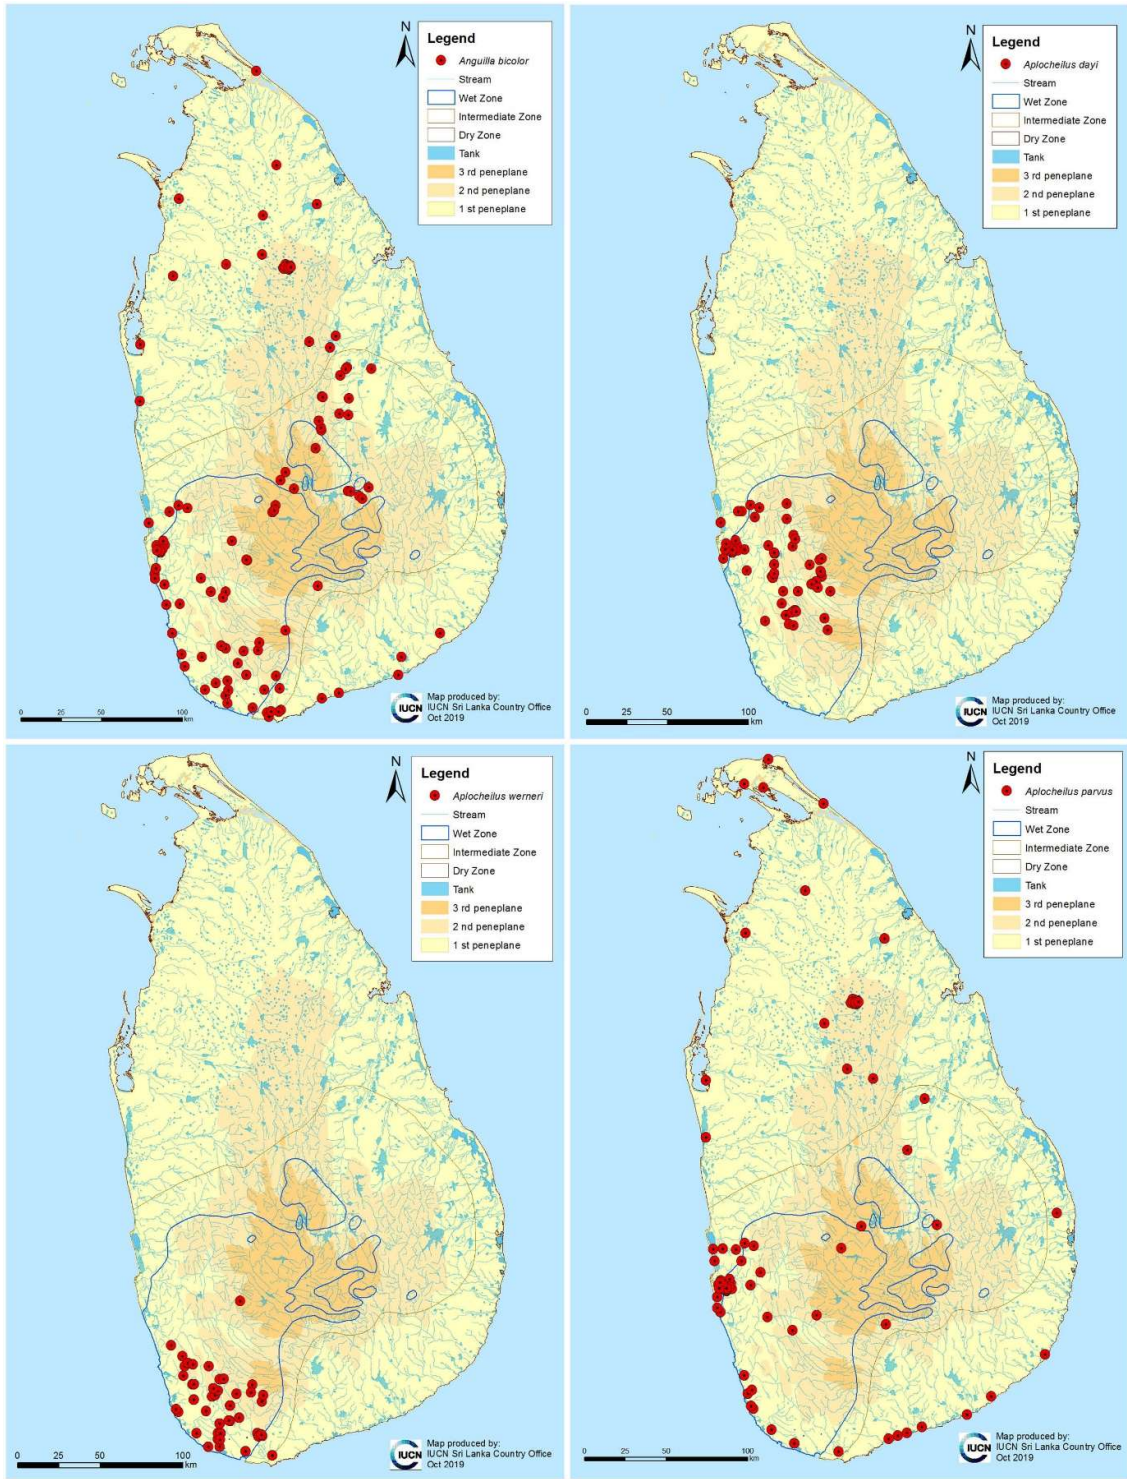 N
Legend
Anguilla bicolor
Stream
Wet Zone
Intermediate Zone
Dry Zone
Tank
3 rd peneplane
2 nd peneplane
1 st peneplane
0 25 50 100
km
IUCN
Map produced by:
IUCN Sri Lanka Country Office
Oct 2019
N
Legend
Aplocheilus dayi
Stream
Wet Zone
Intermediate Zone
Dry Zone
Tank
3 rd peneplane
2 nd peneplane
1 st peneplane
0 25 50 100
km
IUCN
Map produced by:
IUCN Sri Lanka Country Office
Oct 2019
N
Legend
Aplocheilus werneri
Stream
Wet Zone
Intermediate Zone
Dry Zone
Tank
3 rd peneplane
2 nd peneplane
1 st peneplane
0 25 50 100
km
IUCN
Map produced by:
IUCN Sri Lanka Country Office
Oct 2019
N
Legend
Aplocheilus parvus
Stream
Wet Zone
Intermediate Zone
Dry Zone
Tank
3 rd peneplane
2 nd peneplane
1 st peneplane
0 25 50 100
km
IUCN
Map produced by:
IUCN Sri Lanka Country Office
Oct 2019